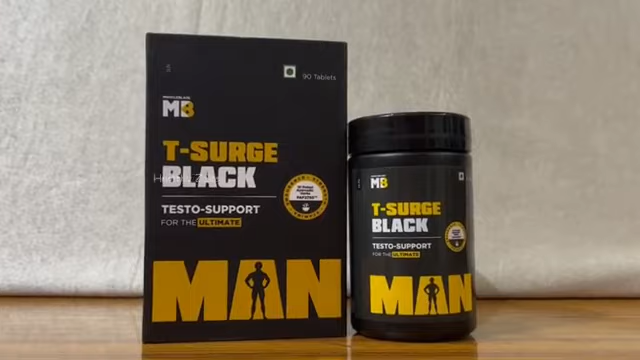 90 Tablets
MB
T-SURGE
BLACK
TESTO-SUPPORT
FOR THE ULTIMATE
MAN
MB
T-SURGE
BLACK
TESTO-SUPPORT
FOR THE ULTIMATE
MAN